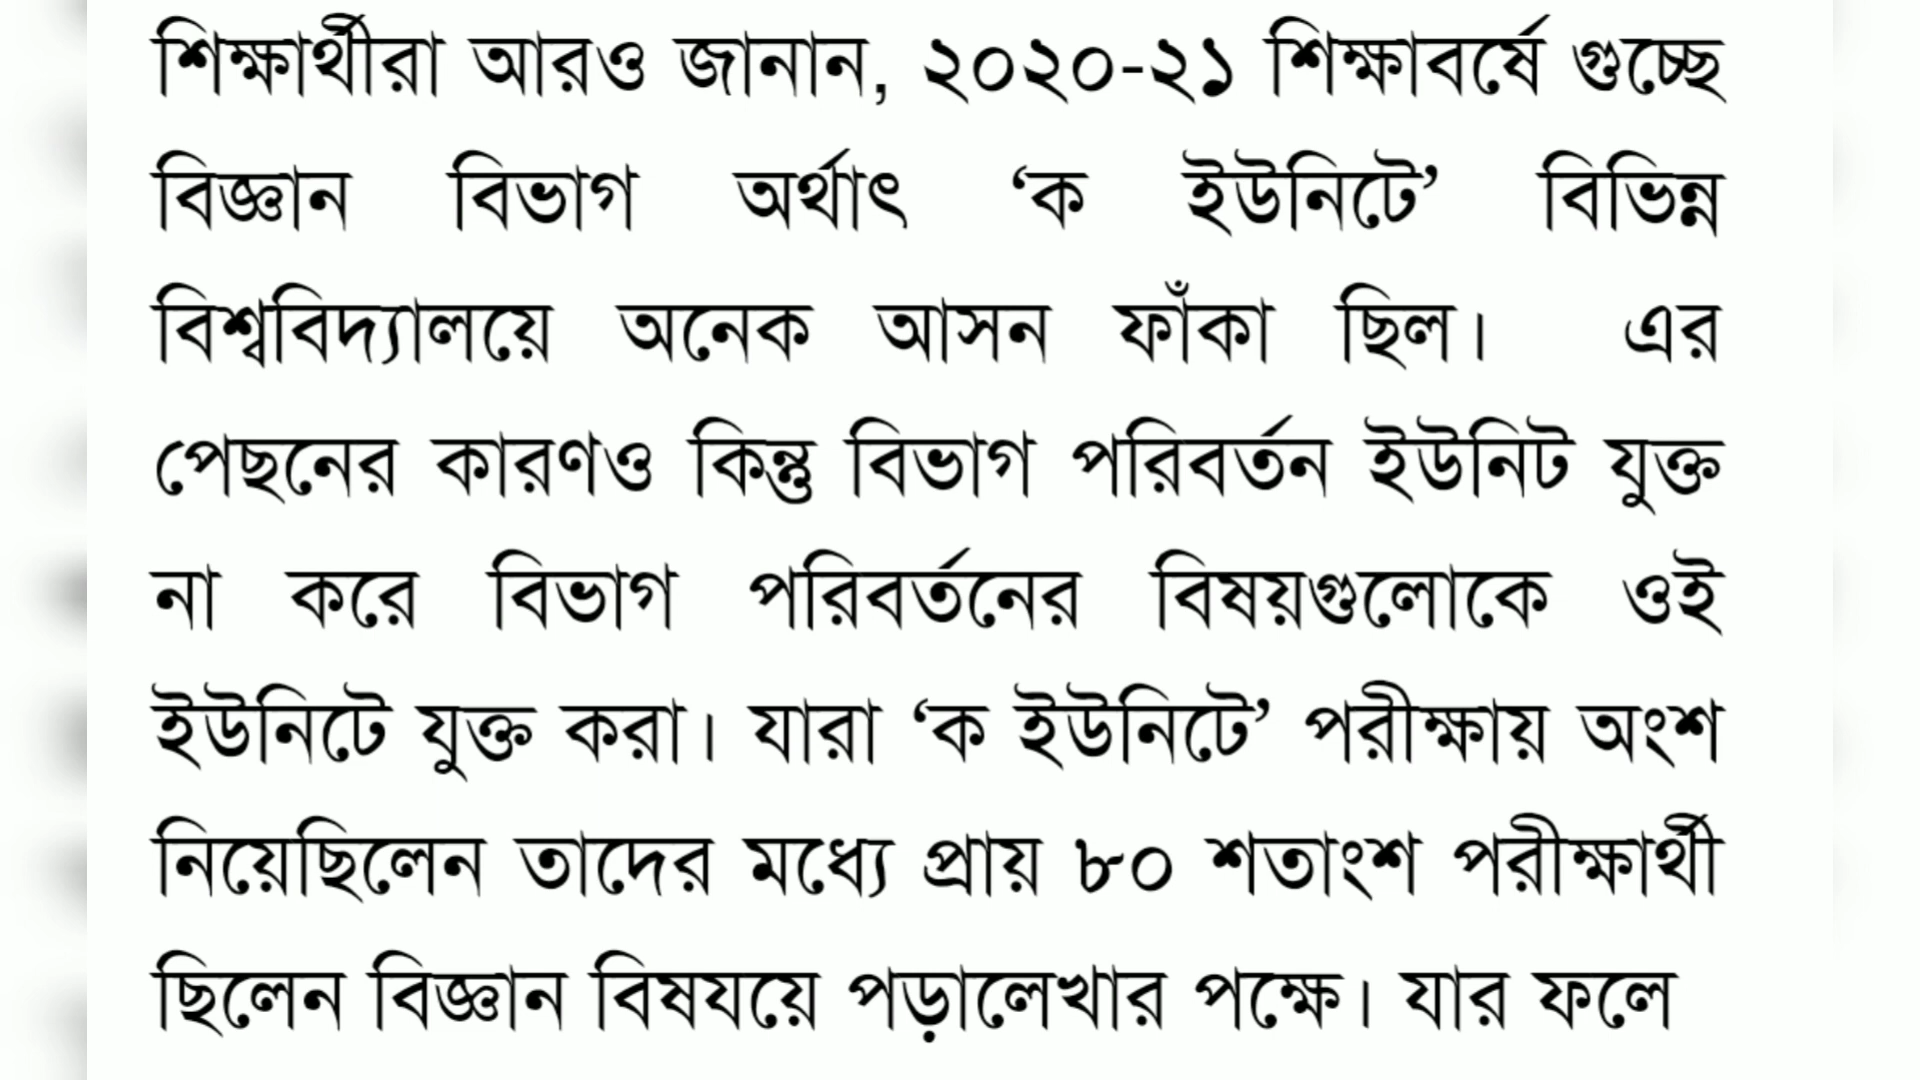 শিক্ষার্থীরা আরও জানান, ২০২০-২১ শিক্ষাবর্ষে গুচ্ছে
বিজ্ঞান বিভাগ অর্থাৎ ‘ক ইউনিটে’ বিভিন্ন
বিশ্ববিদ্যালয়ে অনেক আসন ফাঁকা ছিল। এর
পেছনের কারণও কিন্তু বিভাগ পরিবর্তন ইউনিট যুক্ত
না করে বিভাগ পরিবর্তনের বিষয়গুলোকে ওই
ইউনিটে যুক্ত করা। যারা ‘ক ইউনিটে’ পরীক্ষায় অংশ
নিয়েছিলেন তাদের মধ্যে প্রায় ৮০ শতাংশ পরীক্ষার্থী
ছিলেন বিজ্ঞান বিষযয়ে পড়ালেখার পক্ষে। যার ফলে